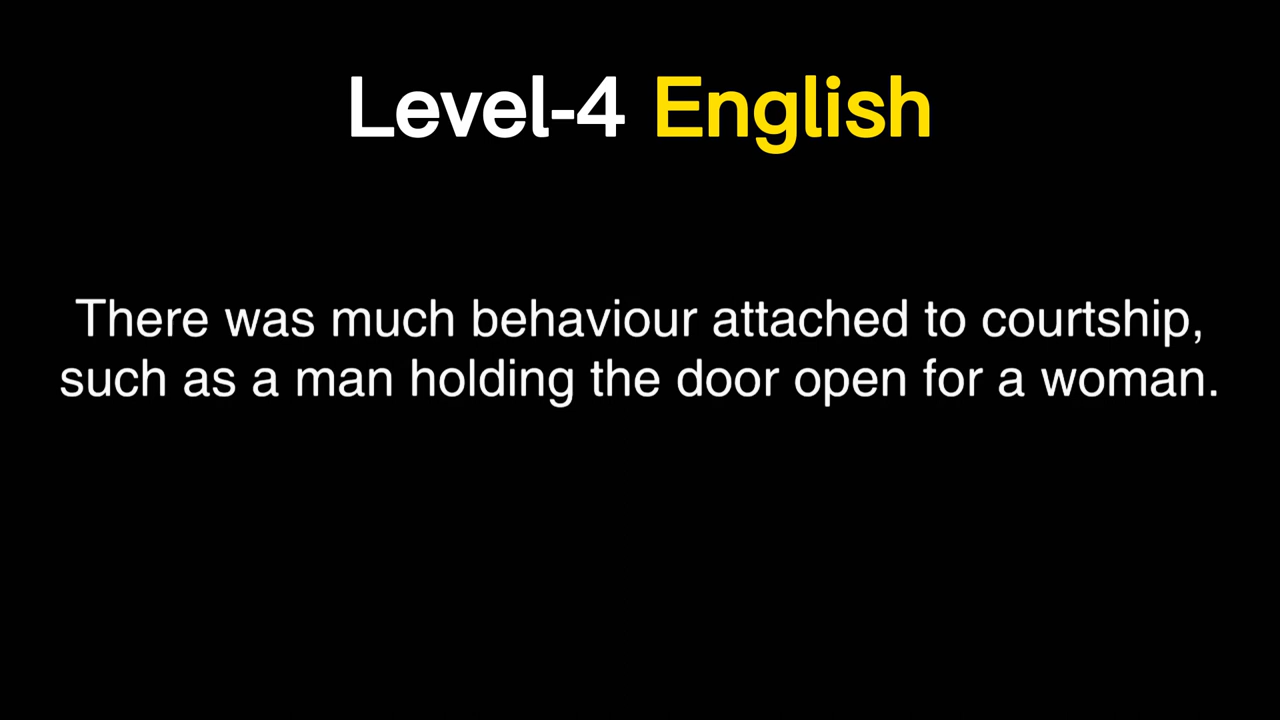 Level-4 English
There was much behaviour attached to courtship,
such as a man holding the door open for a woman.